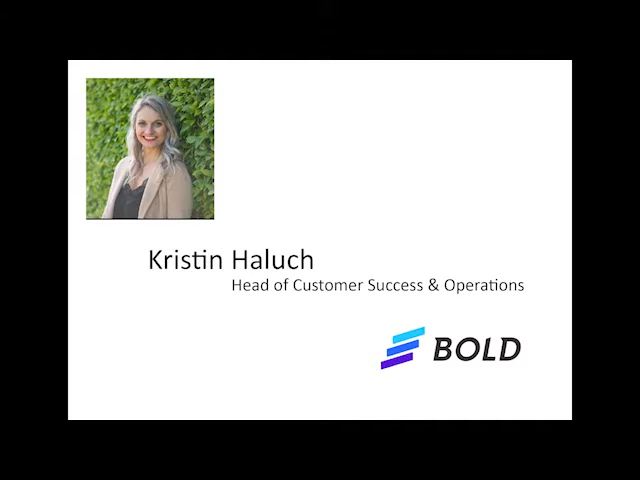 Kristin Haluch
Head of Customer Success & Operations
BOLD